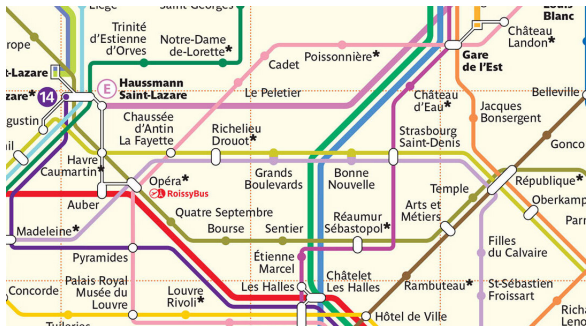 Liège
Saint-Georges
Louis
Blanc
Trinité
d'Estienne
d'Orves
Notre-Dame
de-Lorette*
Poissonnière*
Château
Landon*
Cadet
Gare
de l'Est
t-Lazare
E
Haussmann
Saint-Lazare
14
Le Peletier
Château
d'Eau*
Belleville
Jacques
Bonsergent
Chaussée
d'Antin
La Fayette
Richelieu
Drouot*
Strasbourg
Saint-Denis
Havre
Caumartin*
Opéra*
RoissyBus
Grands
Boulevards
Bonne
Nouvelle
Temple
République*
Auber
Quatre Septembre
Bourse
Sentier
Réaumur
Sébastopol*
Arts et
Métiers
Oberkamp
Madeleine*
Pyramides
Étienne
Marcel
Filles
du Calvaire
Palais Royal
Musée du
Louvre
Louvre
Rivoli*
Les Halles
Châtelet
Les Halles
Rambuteau*
St-Sébastien
Froissart
Concorde
Hôtel de Ville
Tuileries